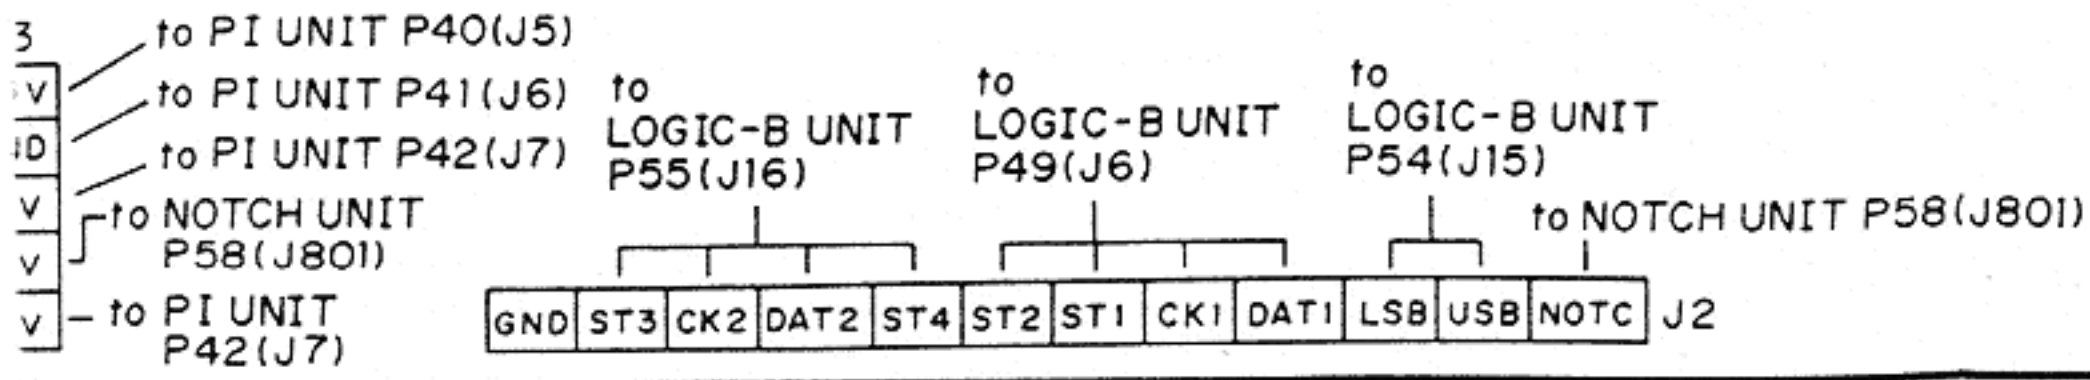 3
to PI UNIT P40(J5)
V
to PI UNIT P41(J6)
D
to PI UNIT P42(J7)
V
to NOTCH UNIT
P58(J801)
V
to PI UNIT
P42(J7)
V
to
LOGIC-B UNIT
P55(J16)
to
LOGIC-B UNIT
P49(J6)
to
LOGIC-B UNIT
P54(J15)
to NOTCH UNIT P58(J801)
GND ST3 CK2 DAT2 ST4 ST2 ST1 CK1 DAT1 LSB USB NOTC J2